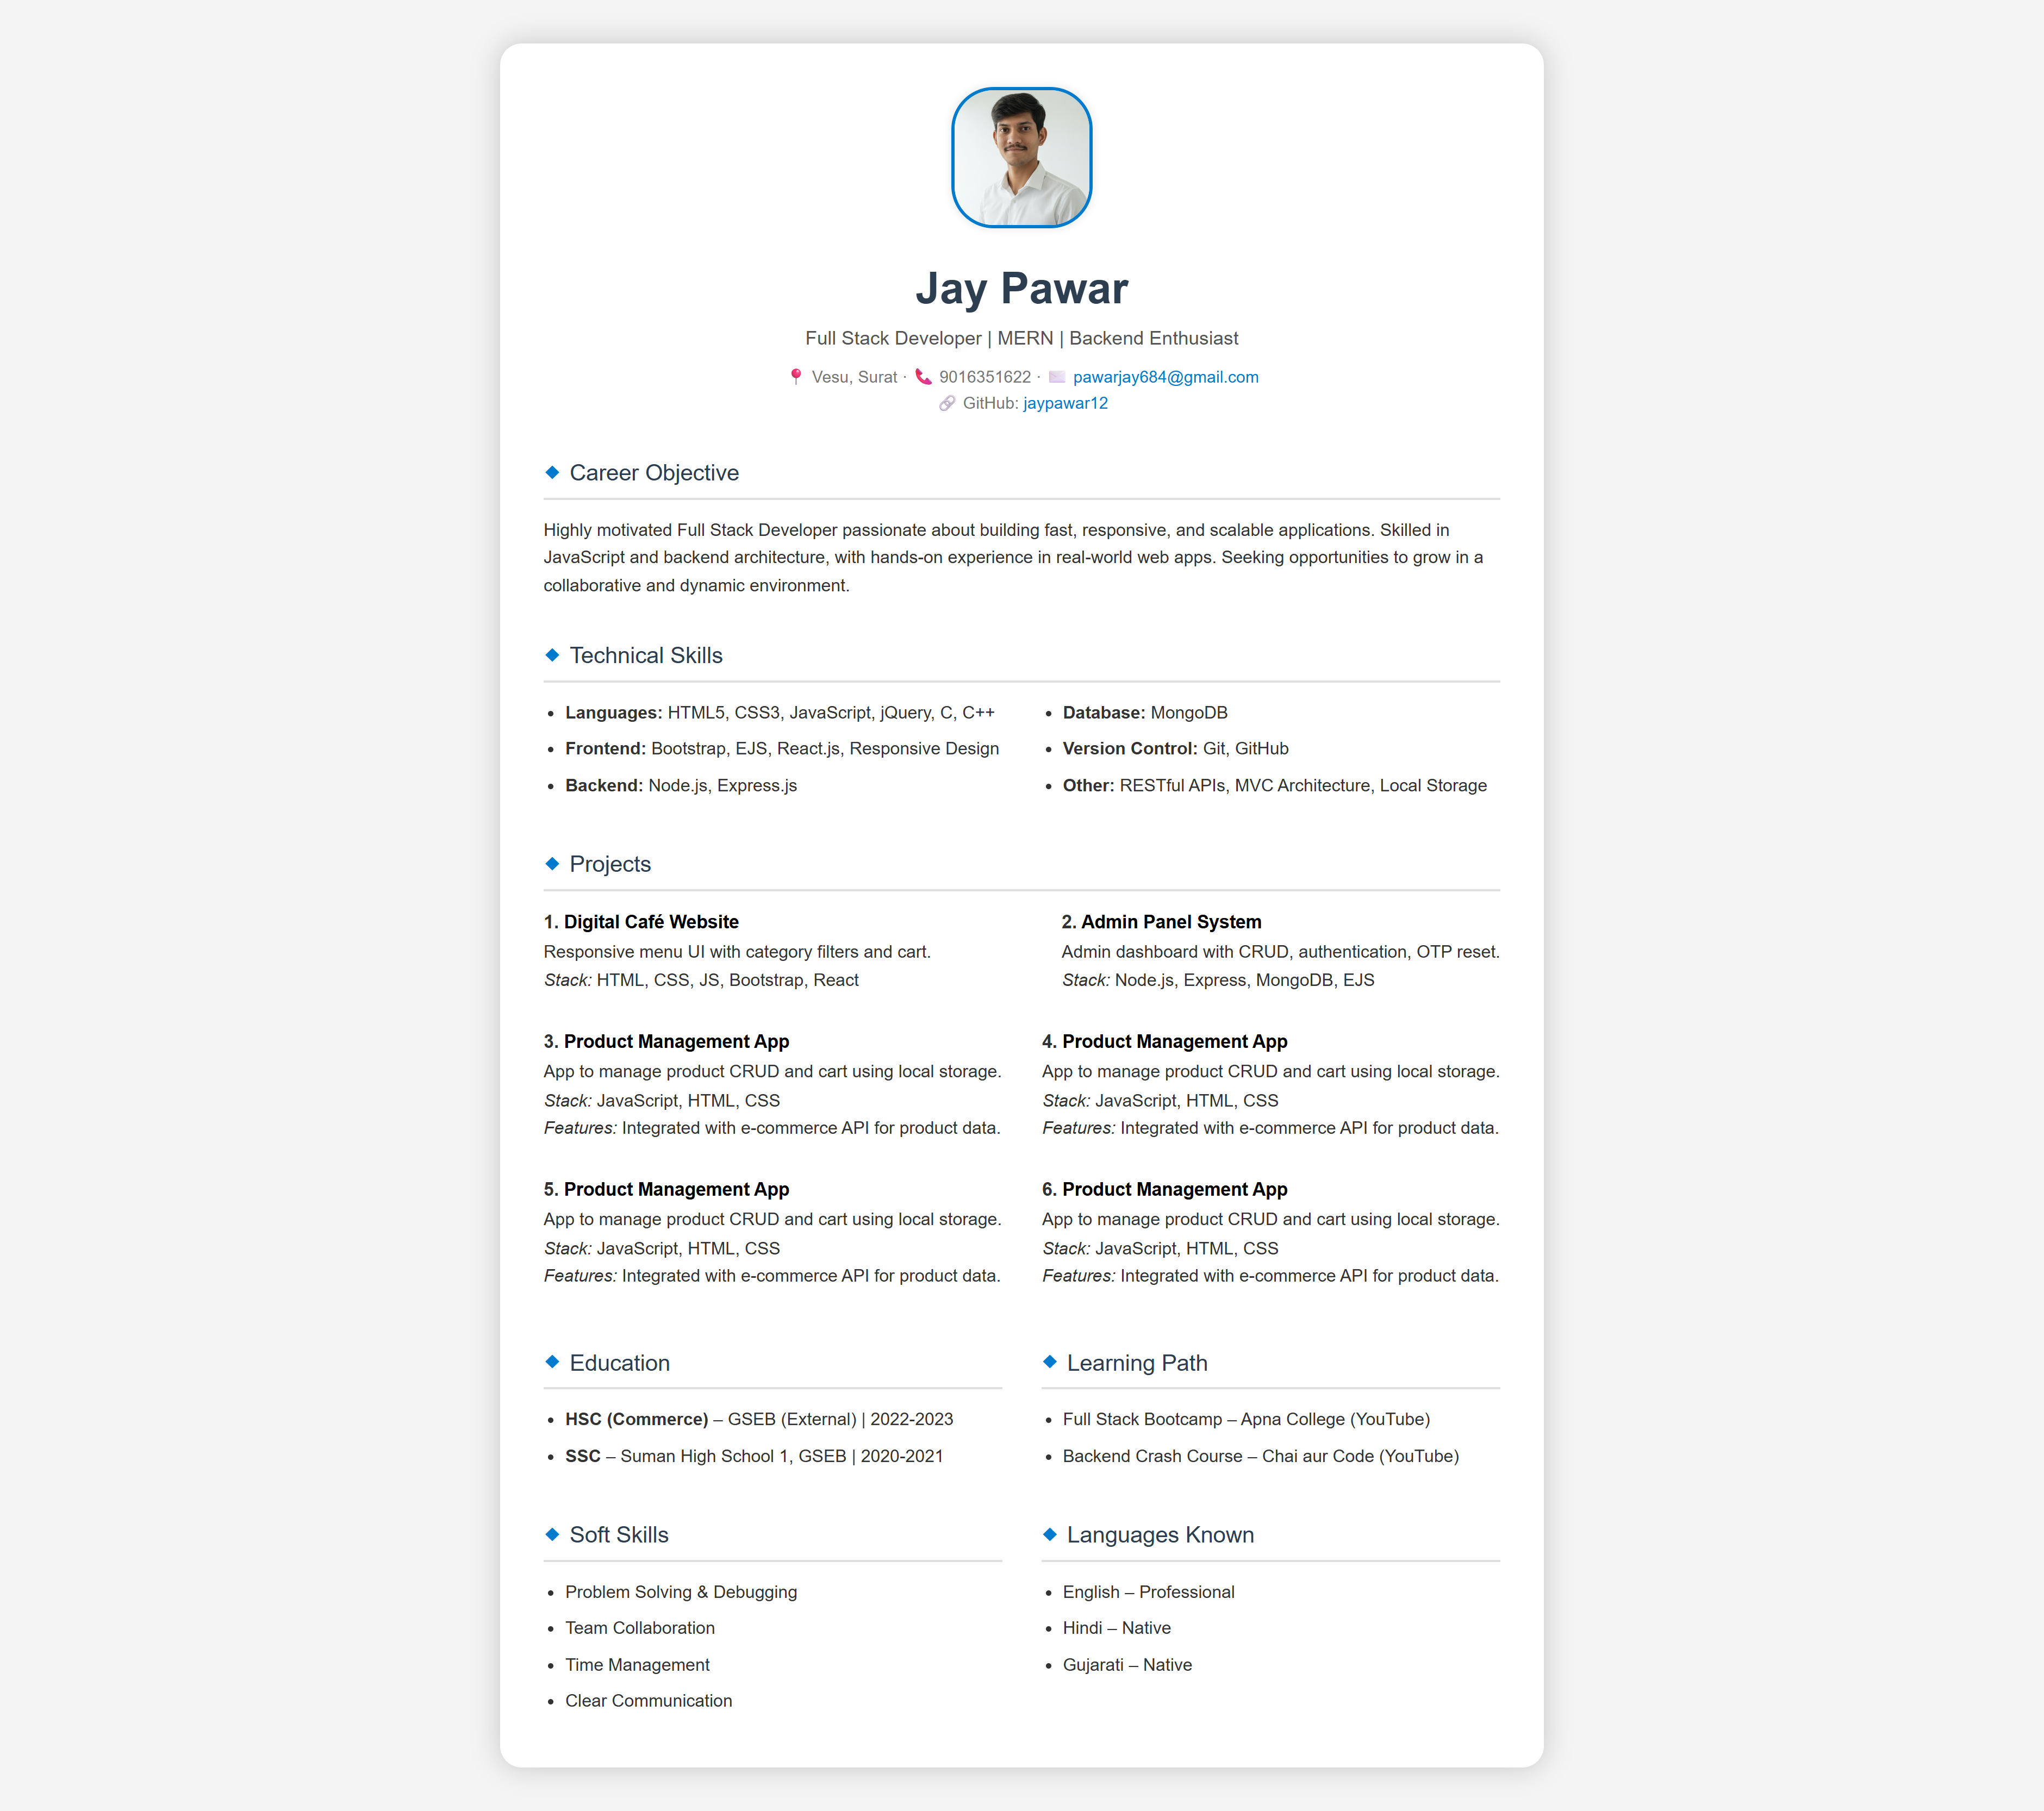 Jay Pawar
Full Stack Developer | MERN | Backend Enthusiast
📍 Vesu, Surat · 📞 9016351622 · ✉️ pawarjay684@gmail.com
🔗 GitHub: jaypawar12
Career Objective
Highly motivated Full Stack Developer passionate about building fast, responsive, and scalable applications. Skilled in
JavaScript and backend architecture, with hands-on experience in real-world web apps. Seeking opportunities to grow in a
collaborative and dynamic environment.
Technical Skills
• Languages: HTML5, CSS3, JavaScript, jQuery, C, C++
• Frontend: Bootstrap, EJS, React.js, Responsive Design
• Backend: Node.js, Express.js
• Database: MongoDB
• Version Control: Git, GitHub
• Other: RESTful APIs, MVC Architecture, Local Storage
Projects
1. Digital Café Website
Responsive menu UI with category filters and cart.
Stack: HTML, CSS, JS, Bootstrap, React
2. Admin Panel System
Admin dashboard with CRUD, authentication, OTP reset.
Stack: Node.js, Express, MongoDB, EJS
3. Product Management App
App to manage product CRUD and cart using local storage.
Stack: JavaScript, HTML, CSS
Features: Integrated with e-commerce API for product data.
4. Product Management App
App to manage product CRUD and cart using local storage.
Stack: JavaScript, HTML, CSS
Features: Integrated with e-commerce API for product data.
5. Product Management App
App to manage product CRUD and cart using local storage.
Stack: JavaScript, HTML, CSS
Features: Integrated with e-commerce API for product data.
6. Product Management App
App to manage product CRUD and cart using local storage.
Stack: JavaScript, HTML, CSS
Features: Integrated with e-commerce API for product data.
Education
• HSC (Commerce) – GSEB (External) | 2022-2023
• SSC – Suman High School 1, GSEB | 2020-2021
Learning Path
• Full Stack Bootcamp – Apna College (YouTube)
• Backend Crash Course – Chai aur Code (YouTube)
Soft Skills
• Problem Solving & Debugging
• Team Collaboration
• Time Management
• Clear Communication
Languages Known
• English – Professional
• Hindi – Native
• Gujarati – Native